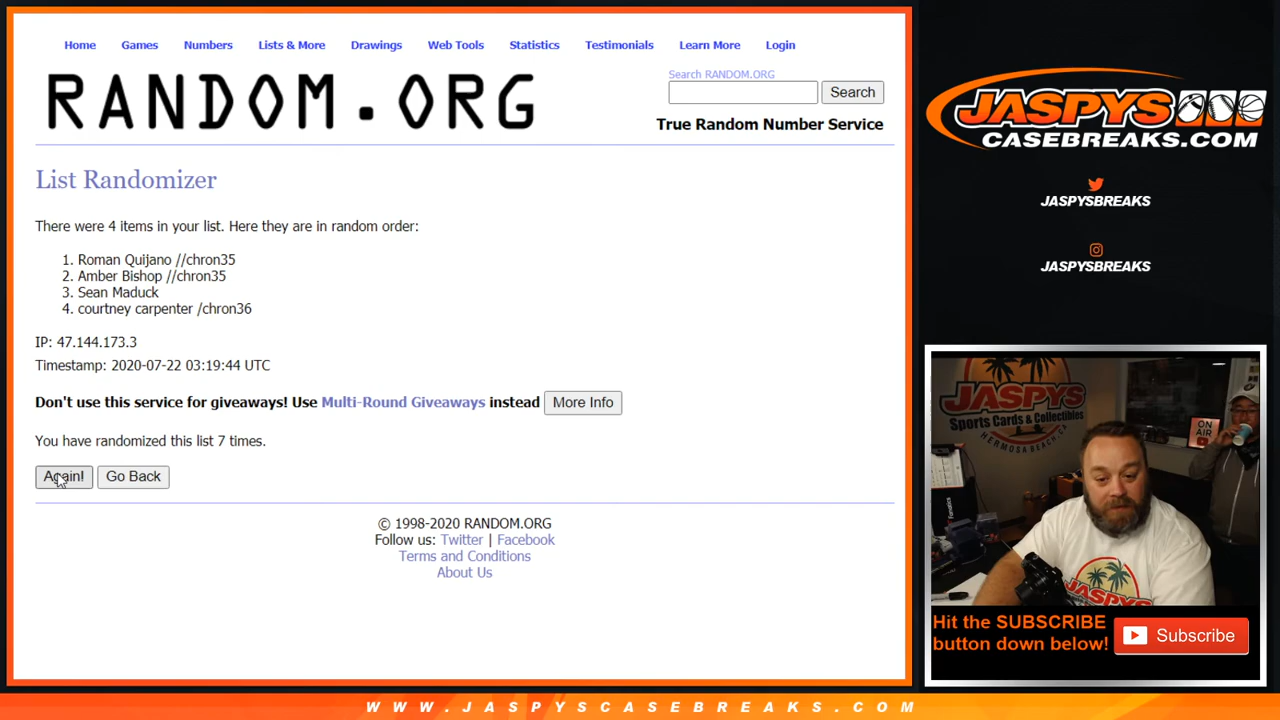 Home Games Numbers Lists & More Drawings Web Tools Statistics Testimonials Learn More Login
RANDOM.ORG
Search RANDOM.ORG
Search
True Random Number Service
List Randomizer
There were 4 items in your list. Here they are in random order:
1. Roman Quijano //chron35
2. Amber Bishop //chron35
3. Sean Maduck
4. courtney carpenter /chron36
IP: 47.144.173.3
Timestamp: 2020-07-22 03:19:44 UTC
Don't use this service for giveaways! Use Multi-Round Giveaways instead More Info
You have randomized this list 7 times.
Again! Go Back
© 1998-2020 RANDOM.ORG
Follow us: Twitter | Facebook
Terms and Conditions
About Us
JASPYS
CASEBREAKS.COM
JASPYSBREAKS
JASPYSBREAKS
JASPYS
Sports Cards & Collectibles
HERMOSA BEACH, CA
ON AIR
Fanatics
JASPYS
Hit the SUBSCRIBE
button down below!
Subscribe
WWW.JASPYSCASEBREAKS.COM